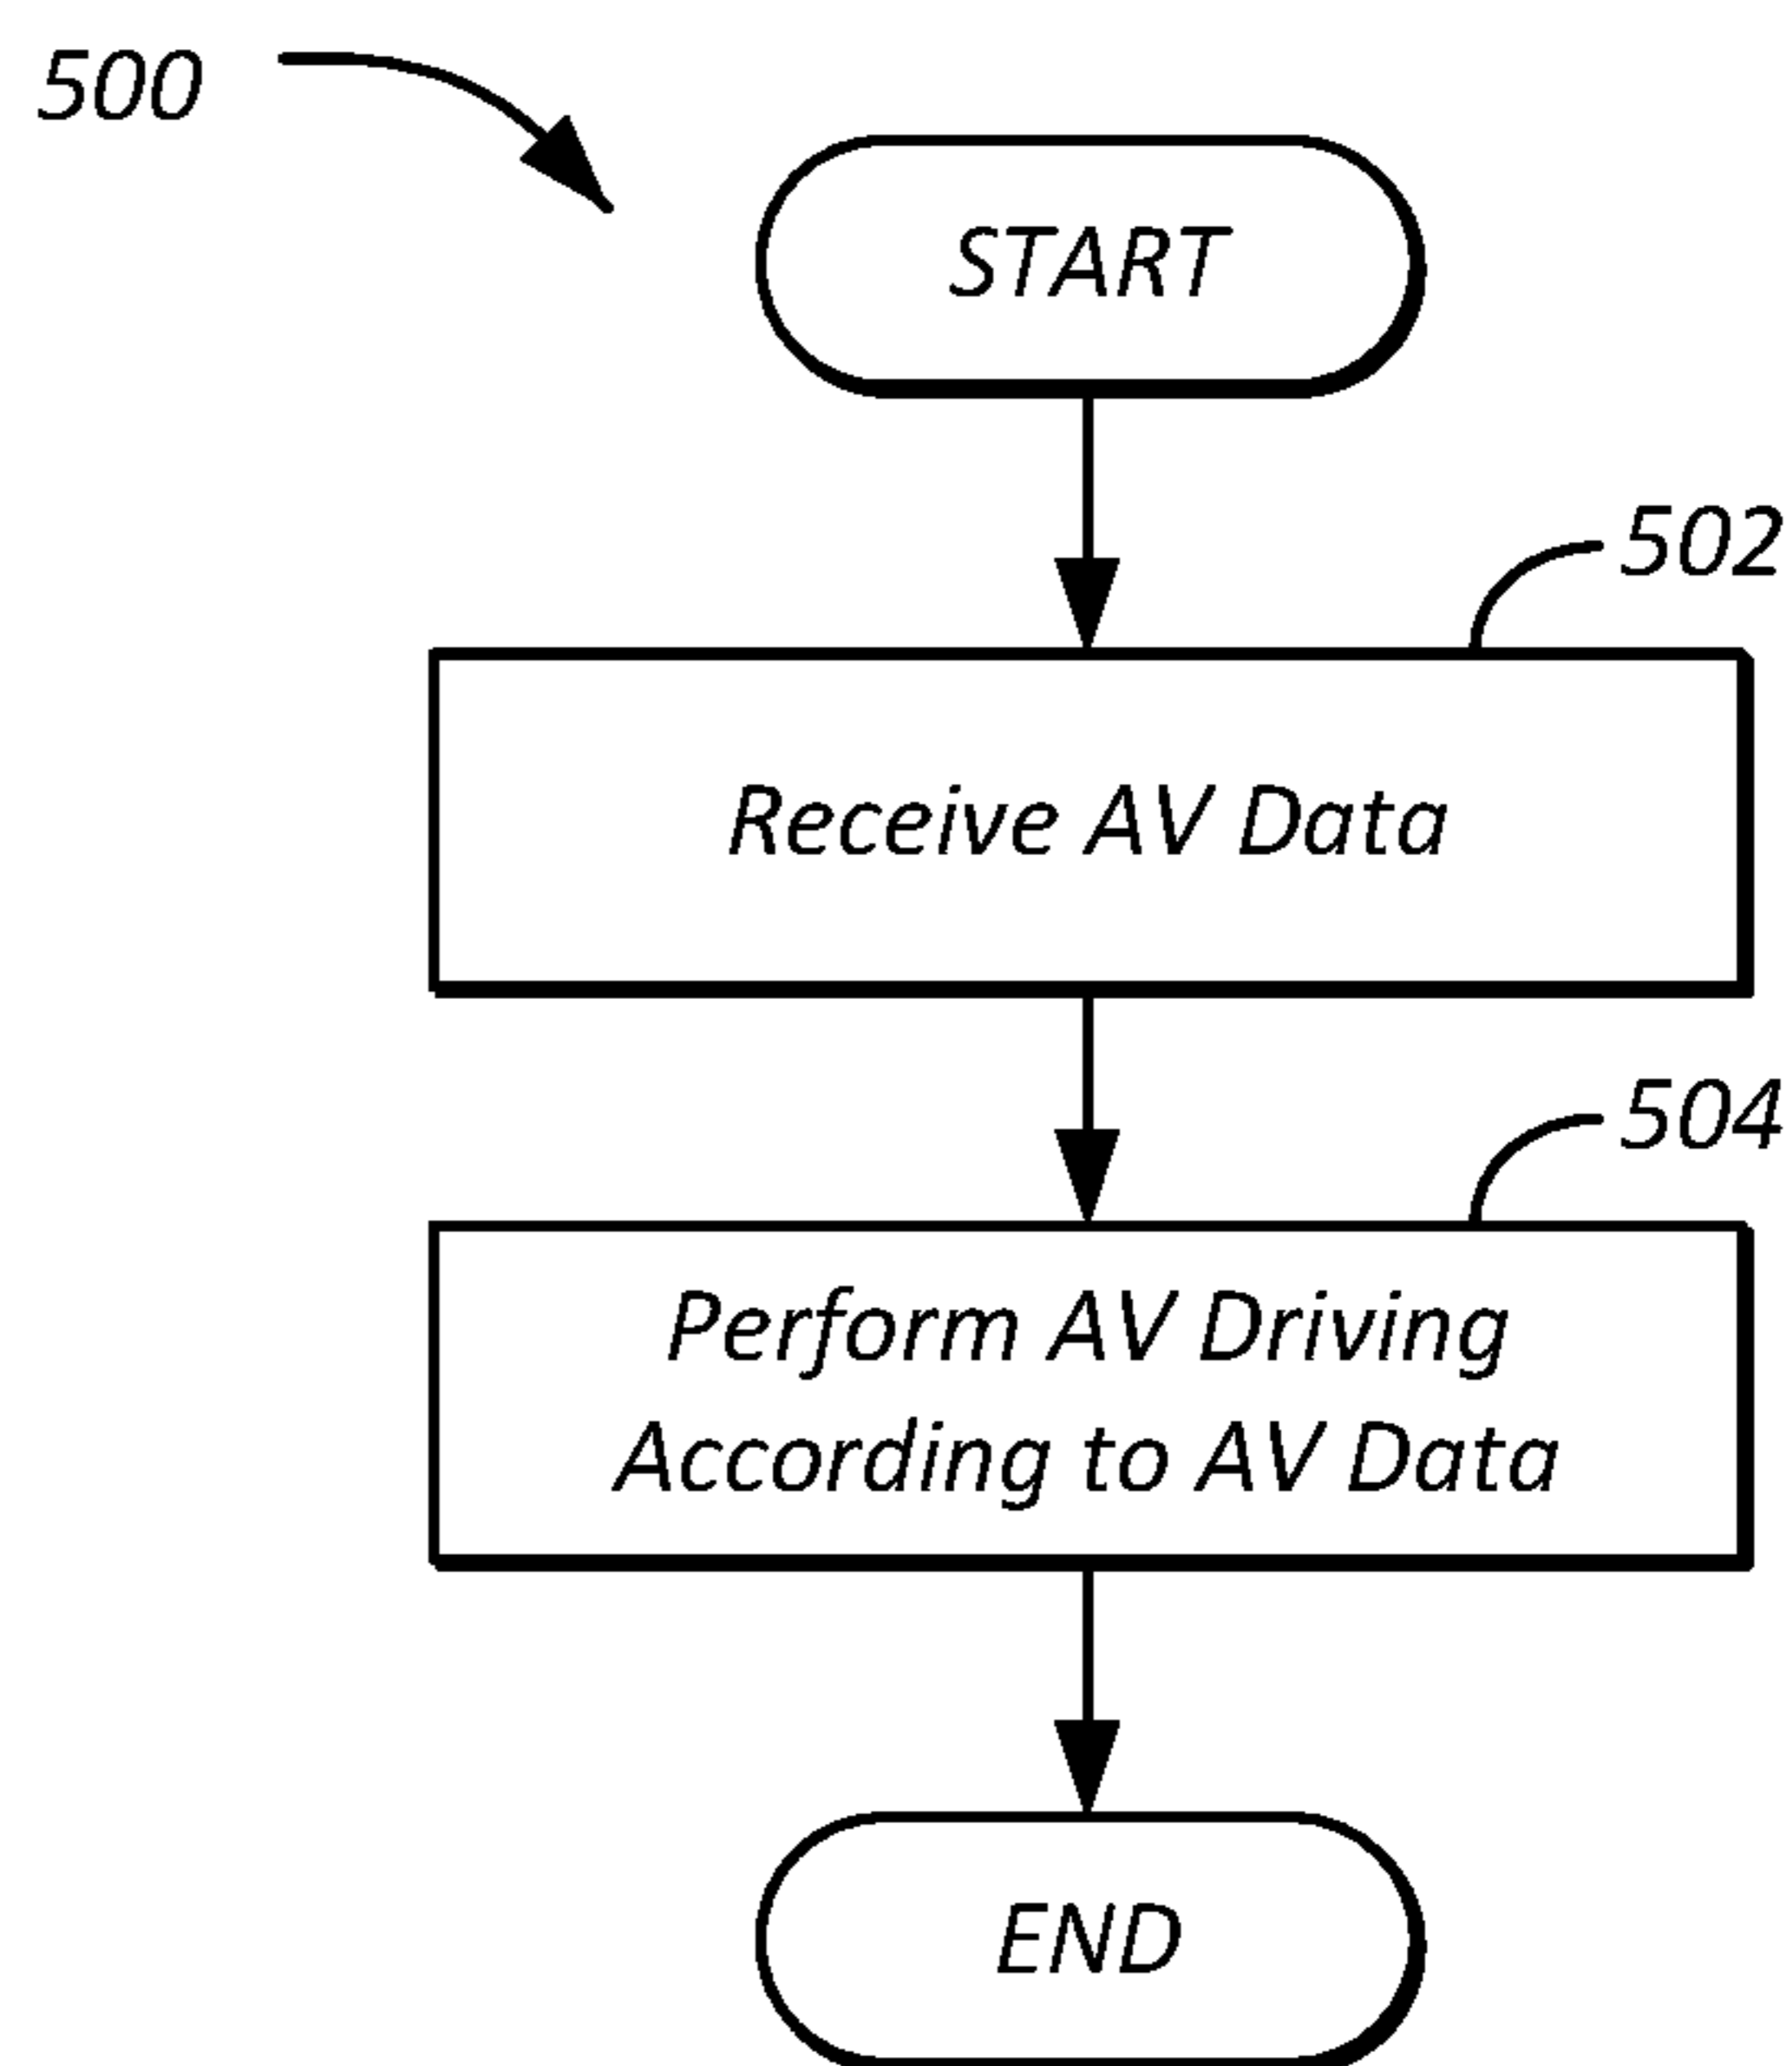 500
START
502
Receive AV Data
504
Perform AV Driving
According to AV Data
END